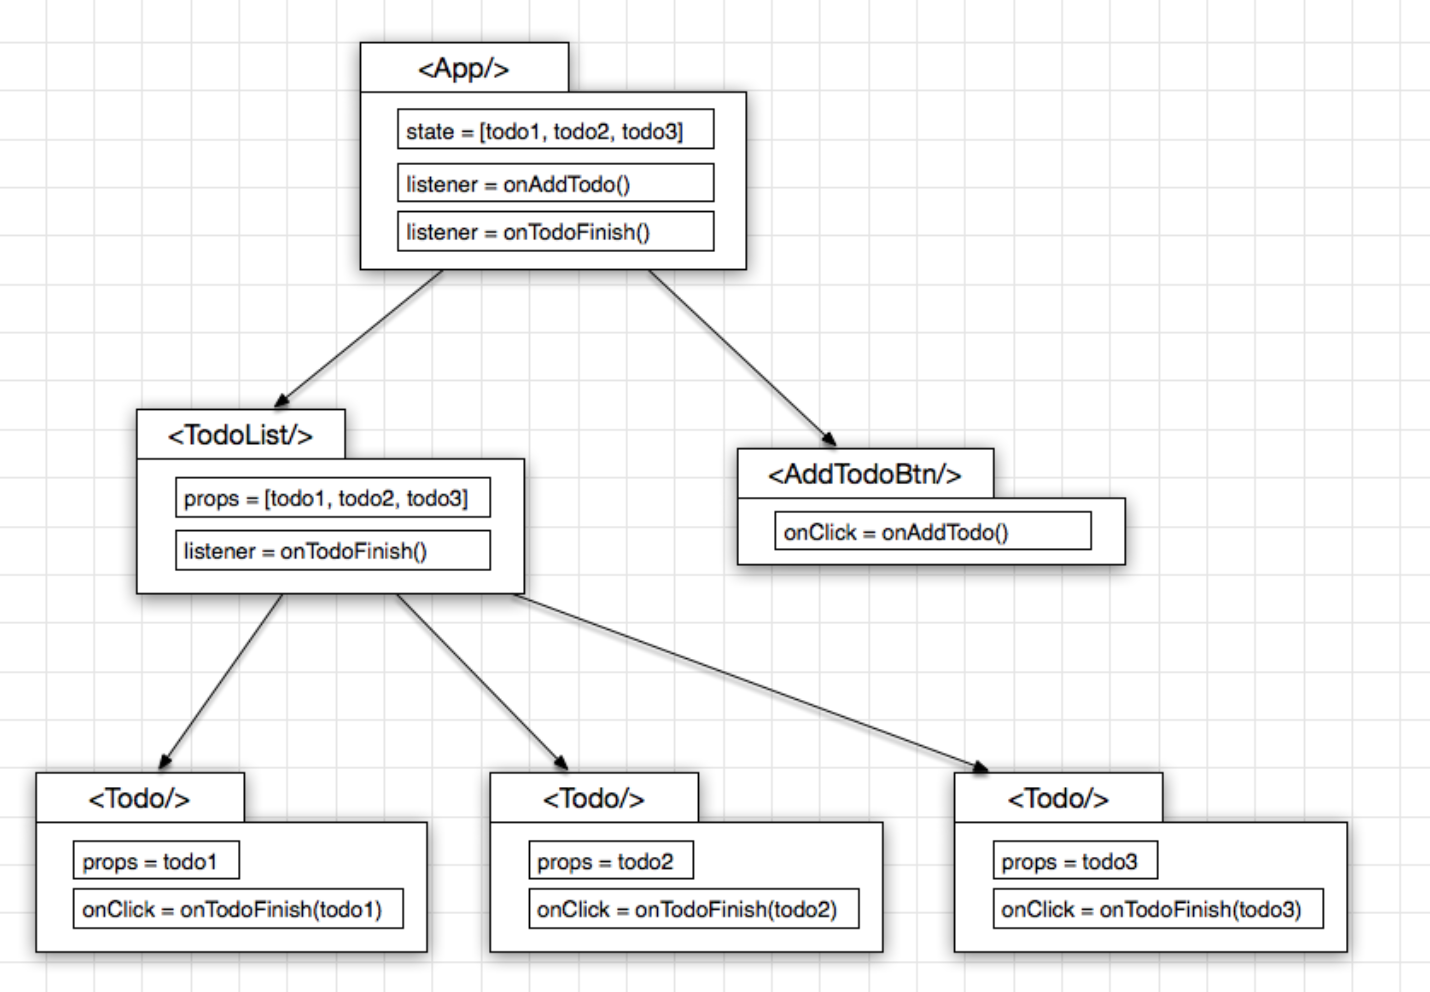 <App/>
state = [todo1, todo2, todo3]
listener = onAddTodo()
listener = onTodoFinish()
<TodoList/>
props = [todo1, todo2, todo3]
listener = onTodoFinish()
<AddTodoBtn/>
onClick = onAddTodo()
<Todo/>
props = todo1
onClick = onTodoFinish(todo1)
<Todo/>
props = todo2
onClick = onTodoFinish(todo2)
<Todo/>
props = todo3
onClick = onTodoFinish(todo3)